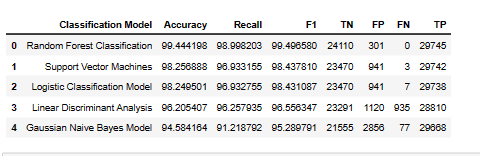 Classification Model Accuracy Recall F1 TN FP FN TP
0 Random Forest Classification 99.444198 98.998203 99.496580 24110 301 0 29745
1 Support Vector Machines 98.256888 96.933155 98.437810 23470 941 3 29742
2 Logistic Classification Model 98.249501 96.932755 98.431087 23470 941 7 29738
3 Linear Discriminant Analysis 96.205407 96.257935 96.556347 23291 1120 935 28810
4 Gaussian Naive Bayes Model 94.584164 91.218792 95.289791 21555 2856 77 29668